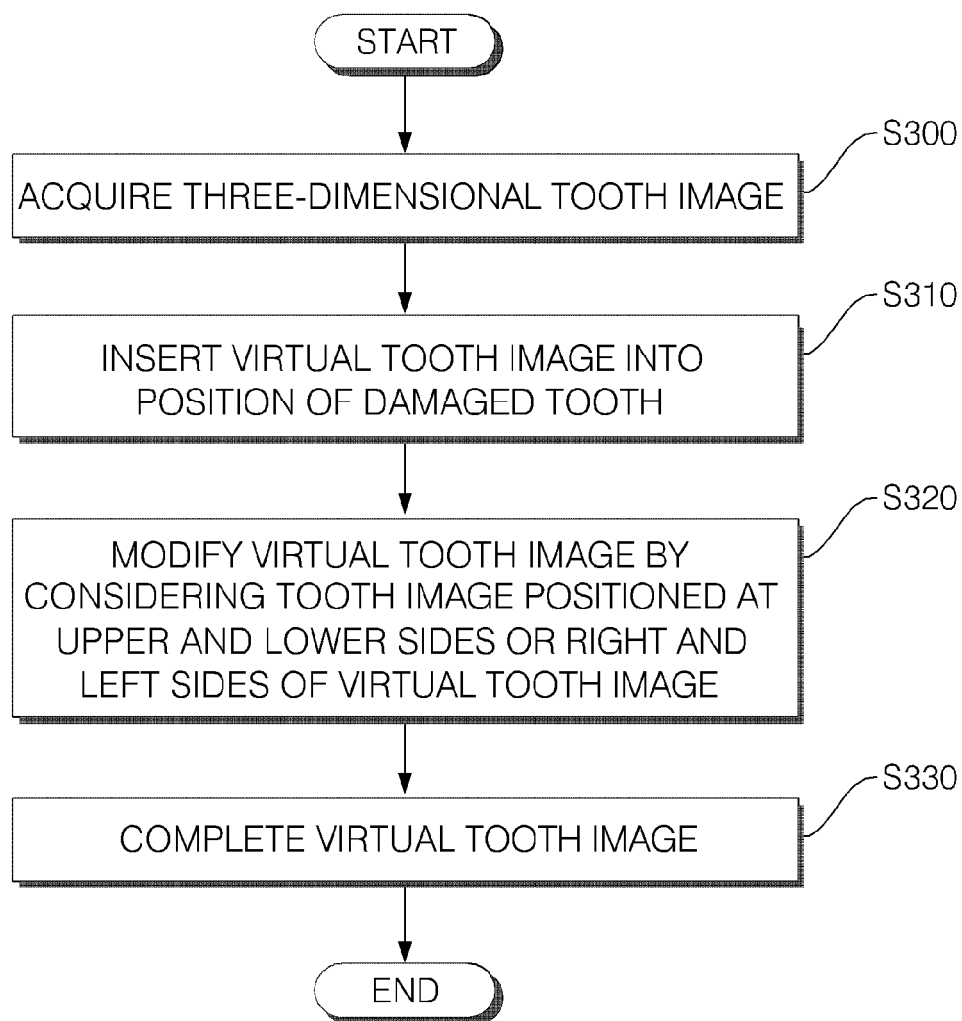 START
S300
ACQUIRE THREE-DIMENSIONAL TOOTH IMAGE
S310
INSERT VIRTUAL TOOTH IMAGE INTO
POSITION OF DAMAGED TOOTH
S320
MODIFY VIRTUAL TOOTH IMAGE BY
CONSIDERING TOOTH IMAGE POSITIONED AT
UPPER AND LOWER SIDES OR RIGHT AND
LEFT SIDES OF VIRTUAL TOOTH IMAGE
S330
COMPLETE VIRTUAL TOOTH IMAGE
END